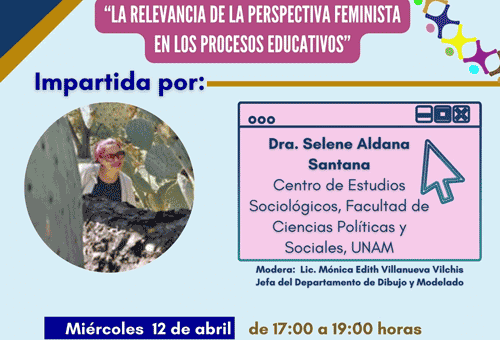 “LA RELEVANCIA DE LA PERSPECTIVA FEMINISTA
EN LOS PROCESOS EDUCATIVOS”
Impartida por:
Dra. Selene Aldana
Santana
Centro de Estudios
Sociológicos, Facultad de
Ciencias Políticas y
Sociales, UNAM
Modera: Lic. Mónica Edith Villanueva Vilchis
Jefa del Departamento de Dibujo y Modelado
Miércoles 12 de abril de 17:00 a 19:00 horas